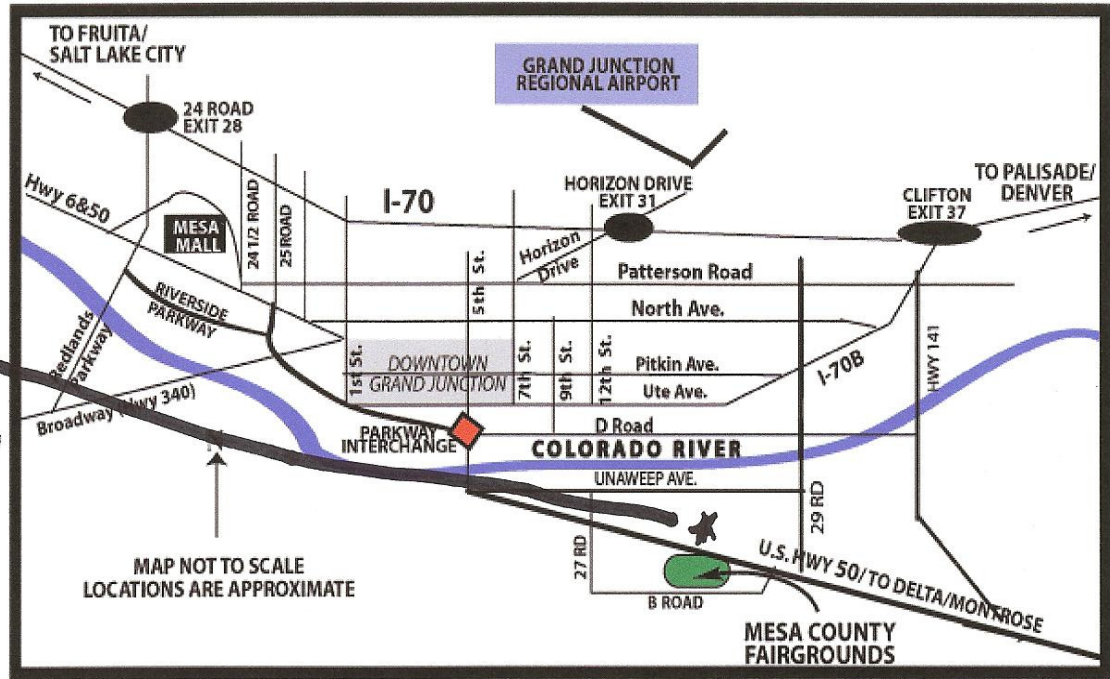 TO FRUITA/
SALT LAKE CITY
GRAND JUNCTION
REGIONAL AIRPORT
24 ROAD
EXIT 28
TO PALISADE/
DENVER
HORIZON DRIVE
EXIT 31
CLIFTON
EXIT 37
Hwy 6&50
I-70
MESA
MALL
24 1/2 ROAD
25 ROAD
5th St.
Horizon
Drive
Patterson Road
RIVERSIDE
PARKWAY
North Ave.
Redlands
Parkway
1st St.
DOWNTOWN
GRAND JUNCTION
7th St.
9th St.
12th St.
Pitkin Ave.
Ute Ave.
I-70B
HWY 141
Broadway (Hwy 340)
PARKWAY
INTERCHANGE
D Road
COLORADO RIVER
UNAWEEP AVE.
29 RD
N
MAP NOT TO SCALE
LOCATIONS ARE APPROXIMATE
27 RD
B ROAD
U.S. HWY 50/ TO DELTA/MONTROSE
MESA COUNTY
FAIRGROUNDS